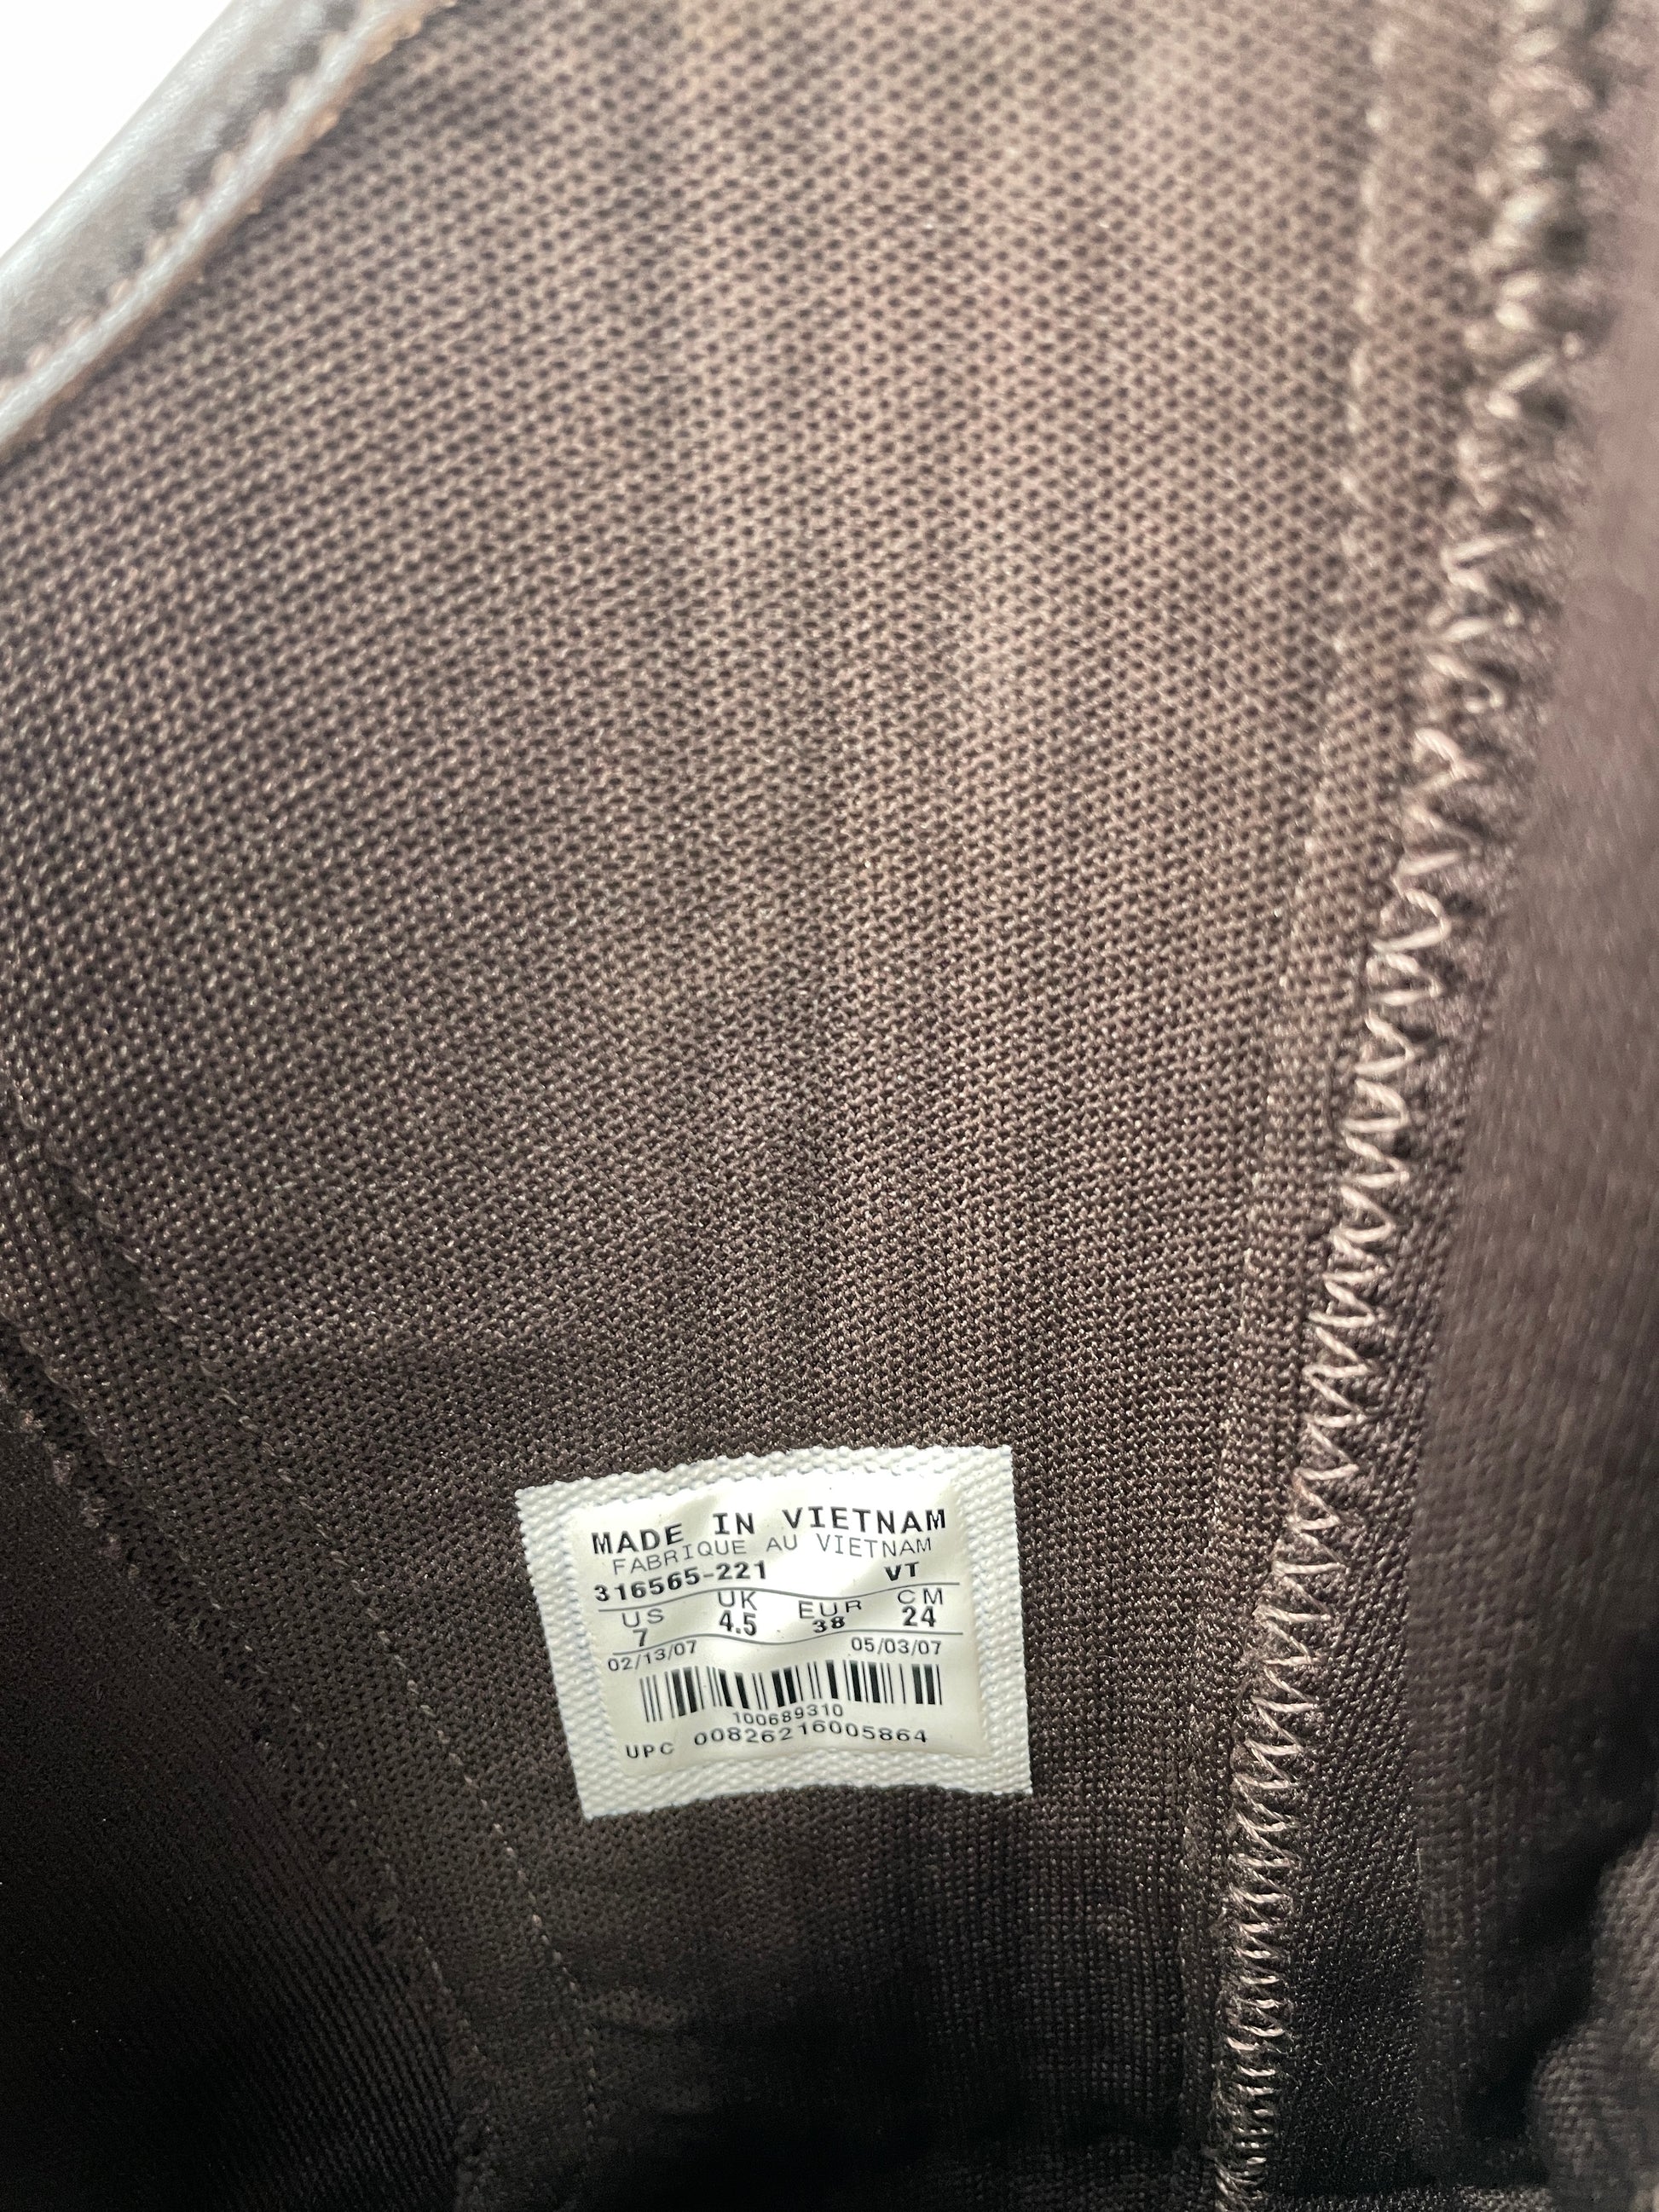 MADE IN VIETNAM
FABRIQUE AU VIETNAM
316565-221 VT
US UK EUR CM
7 4.5 38 24
02/13/07 05/03/07
100689310
UPC 00826216005864